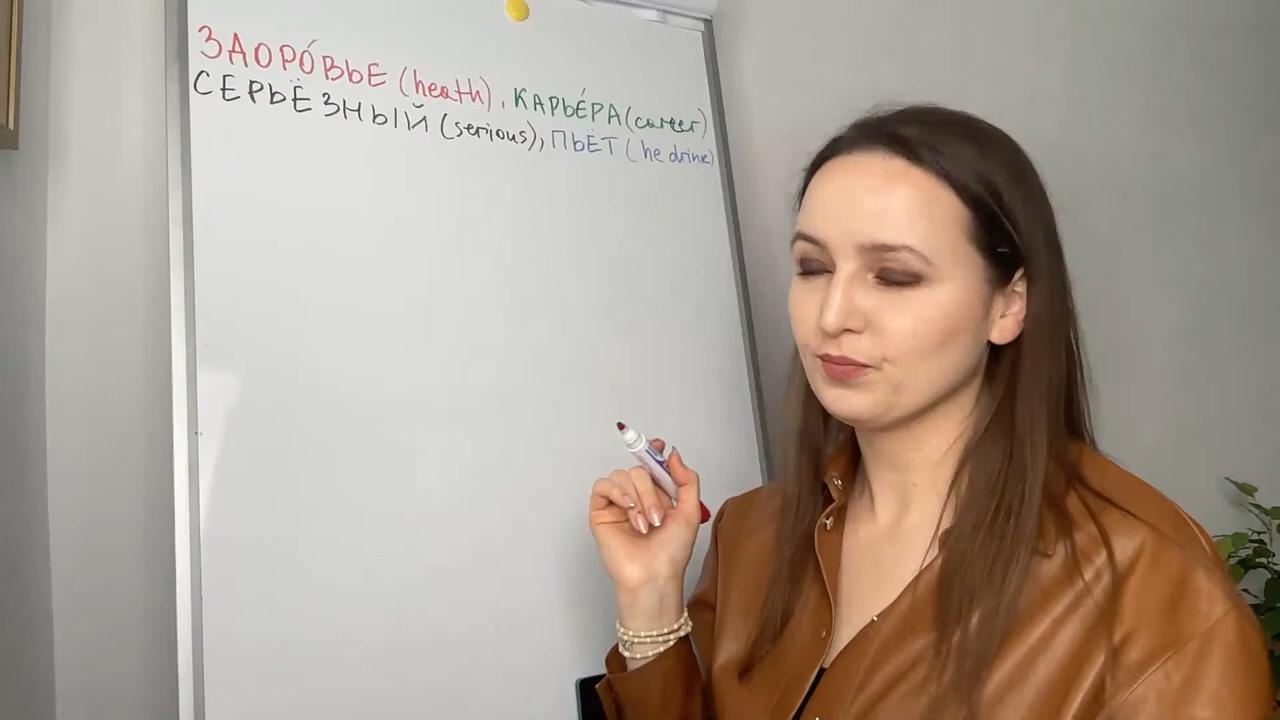 ЗДОРО́ВЬЕ (heath), КАРЬЕ́РА (career)
СЕРЬЁЗНЫЙ (serious), ПЬЁТ (he drink)